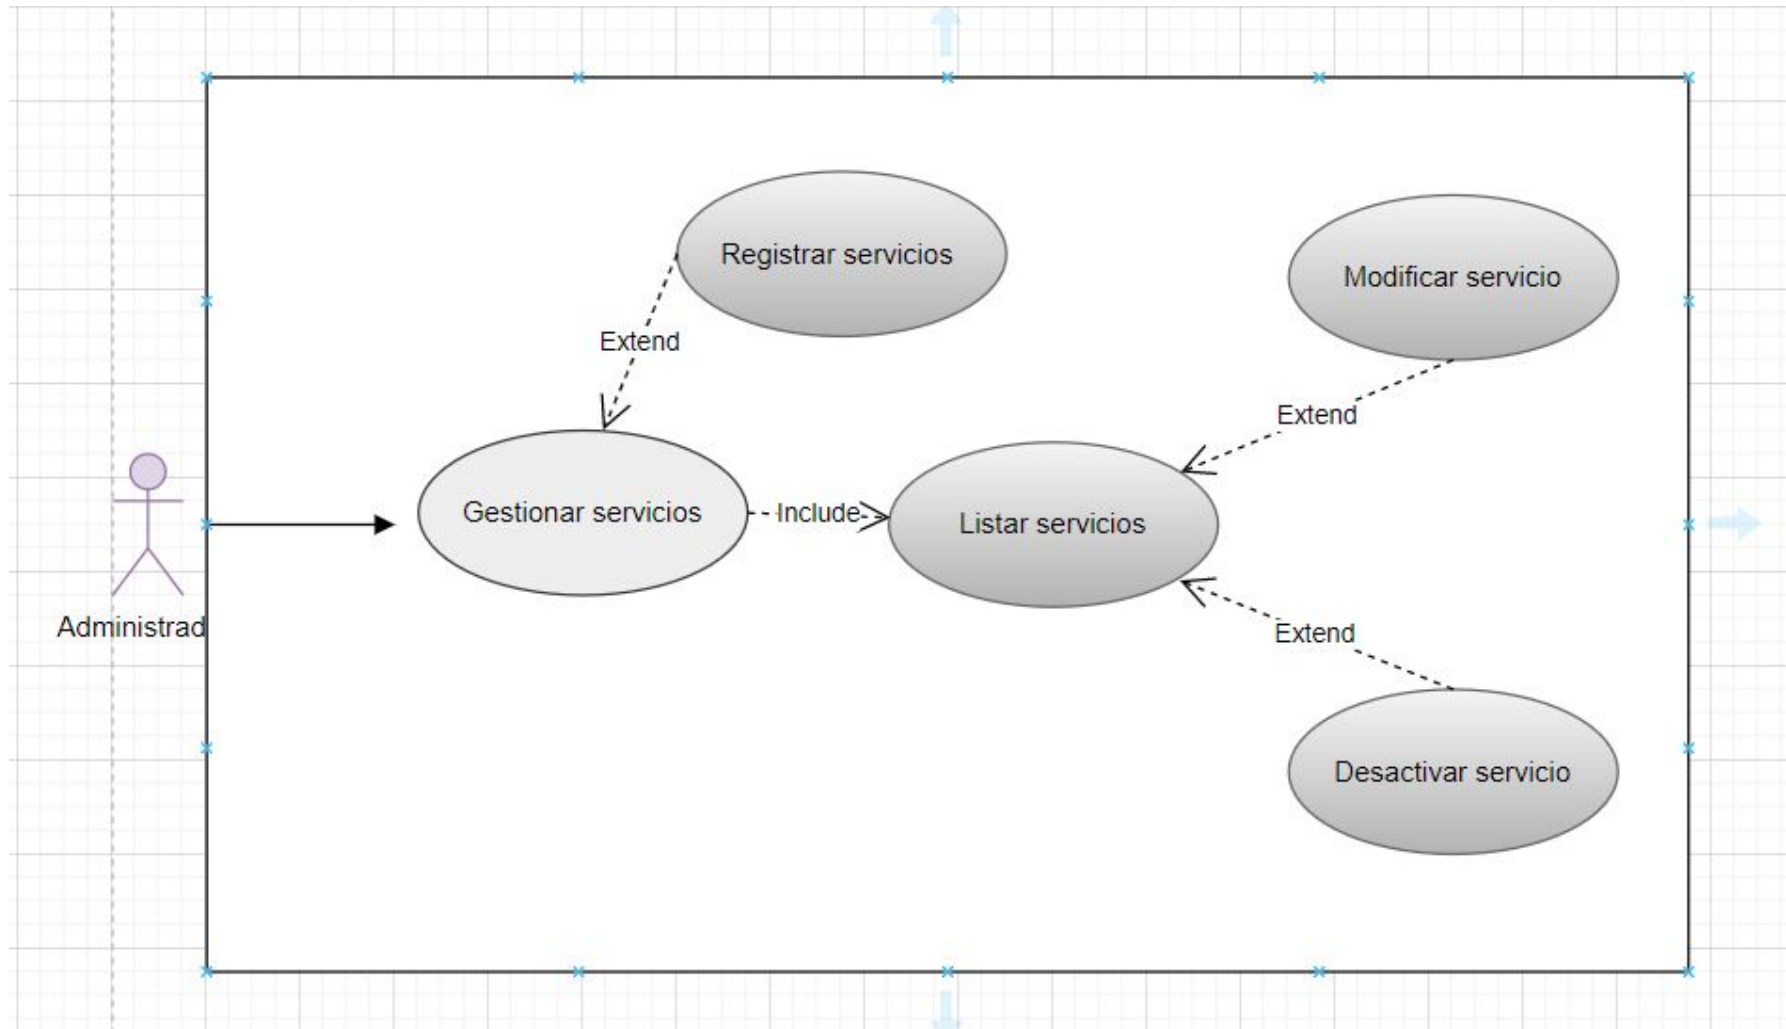 Registrar servicios
Modificar servicio
Extend
Extend
Gestionar servicios
Include
Listar servicios
Administrad
Extend
Desactivar servicio